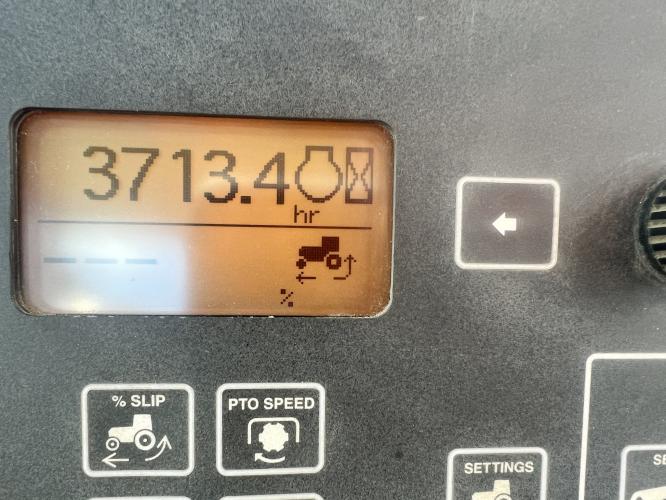 3713.4
hr
---
%
% SLIP
PTO SPEED
SETTINGS